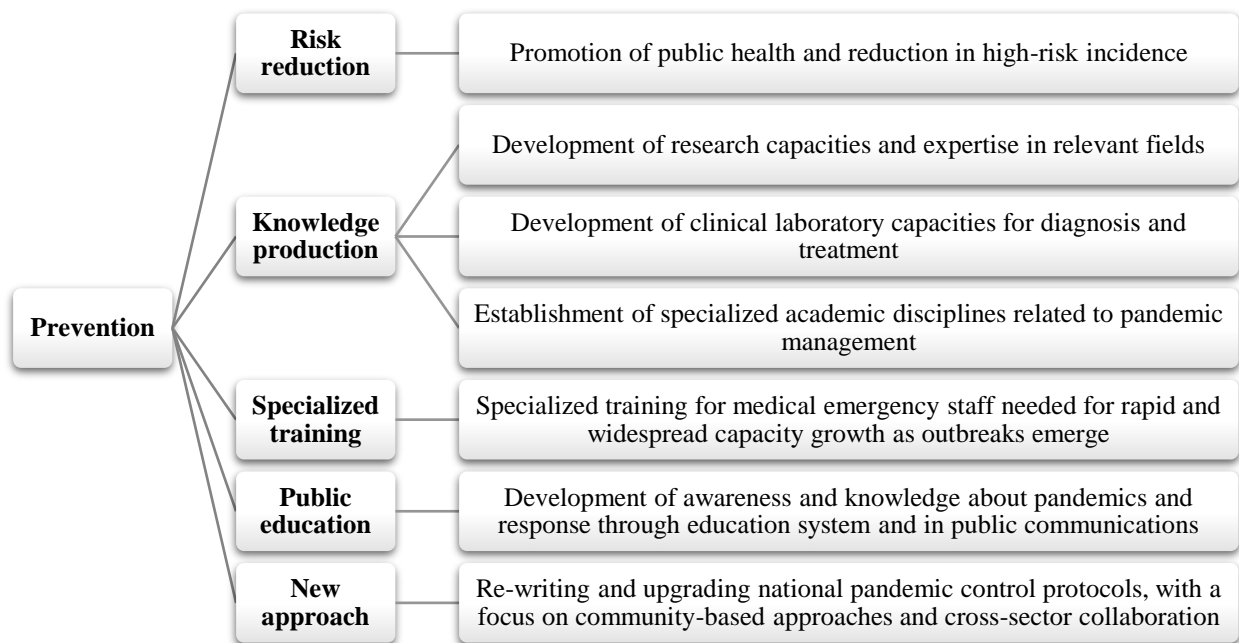 Prevention
Risk
reduction
Promotion of public health and reduction in high-risk incidence
Knowledge
production
Development of research capacities and expertise in relevant fields
Development of clinical laboratory capacities for diagnosis and
treatment
Establishment of specialized academic disciplines related to pandemic
management
Specialized
training
Specialized training for medical emergency staff needed for rapid and
widespread capacity growth as outbreaks emerge
Public
education
Development of awareness and knowledge about pandemics and
response through education system and in public communications
New
approach
Re-writing and upgrading national pandemic control protocols, with a
focus on community-based approaches and cross-sector collaboration